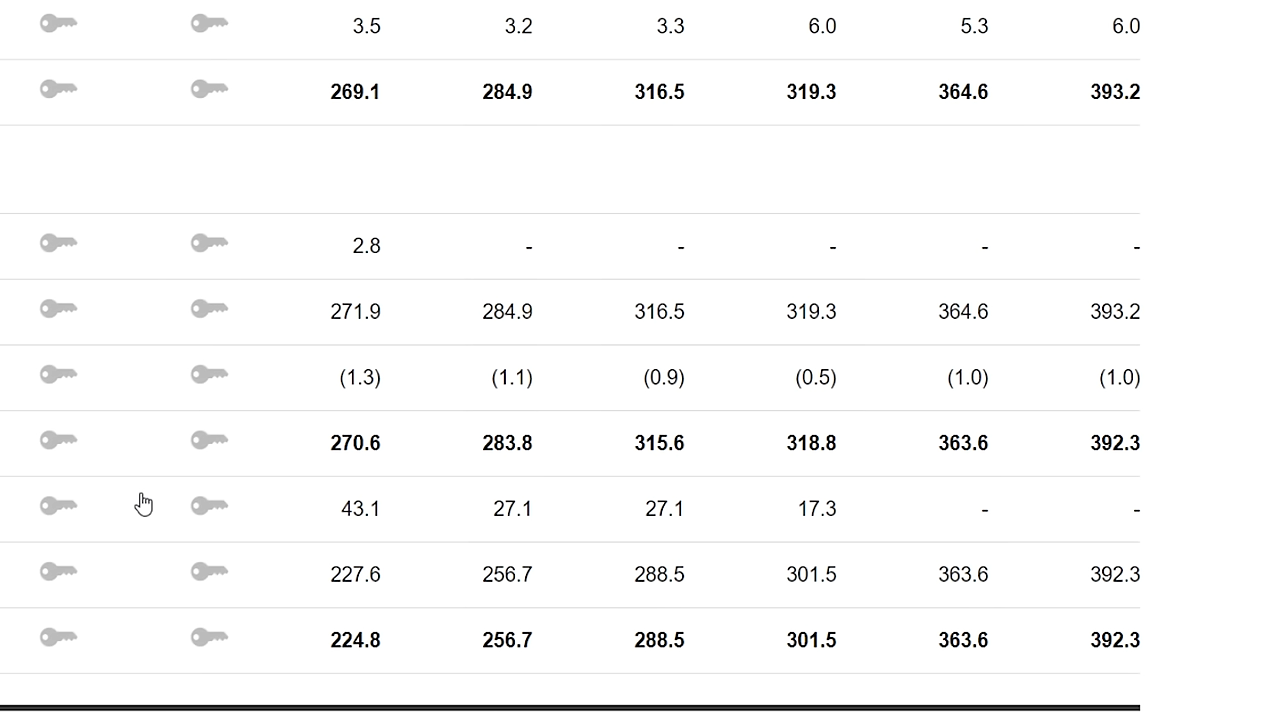 3.5 3.2 3.3 6.0 5.3 6.0
269.1 284.9 316.5 319.3 364.6 393.2
2.8 - - - - -
271.9 284.9 316.5 319.3 364.6 393.2
(1.3) (1.1) (0.9) (0.5) (1.0) (1.0)
270.6 283.8 315.6 318.8 363.6 392.3
43.1 27.1 27.1 17.3 - -
227.6 256.7 288.5 301.5 363.6 392.3
224.8 256.7 288.5 301.5 363.6 392.3